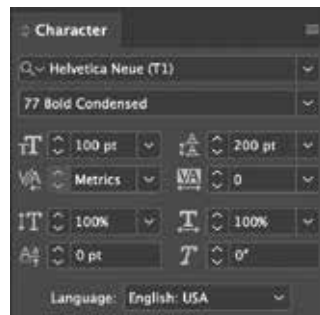 Character
Helvetica Neue (T1)
77 Bold Condensed
100 pt 200 pt
Metrics 0
100% 100%
0 pt 0°
Language: English: USA